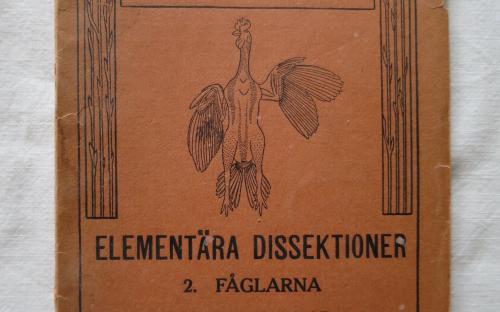 ELEMENTÄRA DISSEKTIONER
2. FÅGLARNA